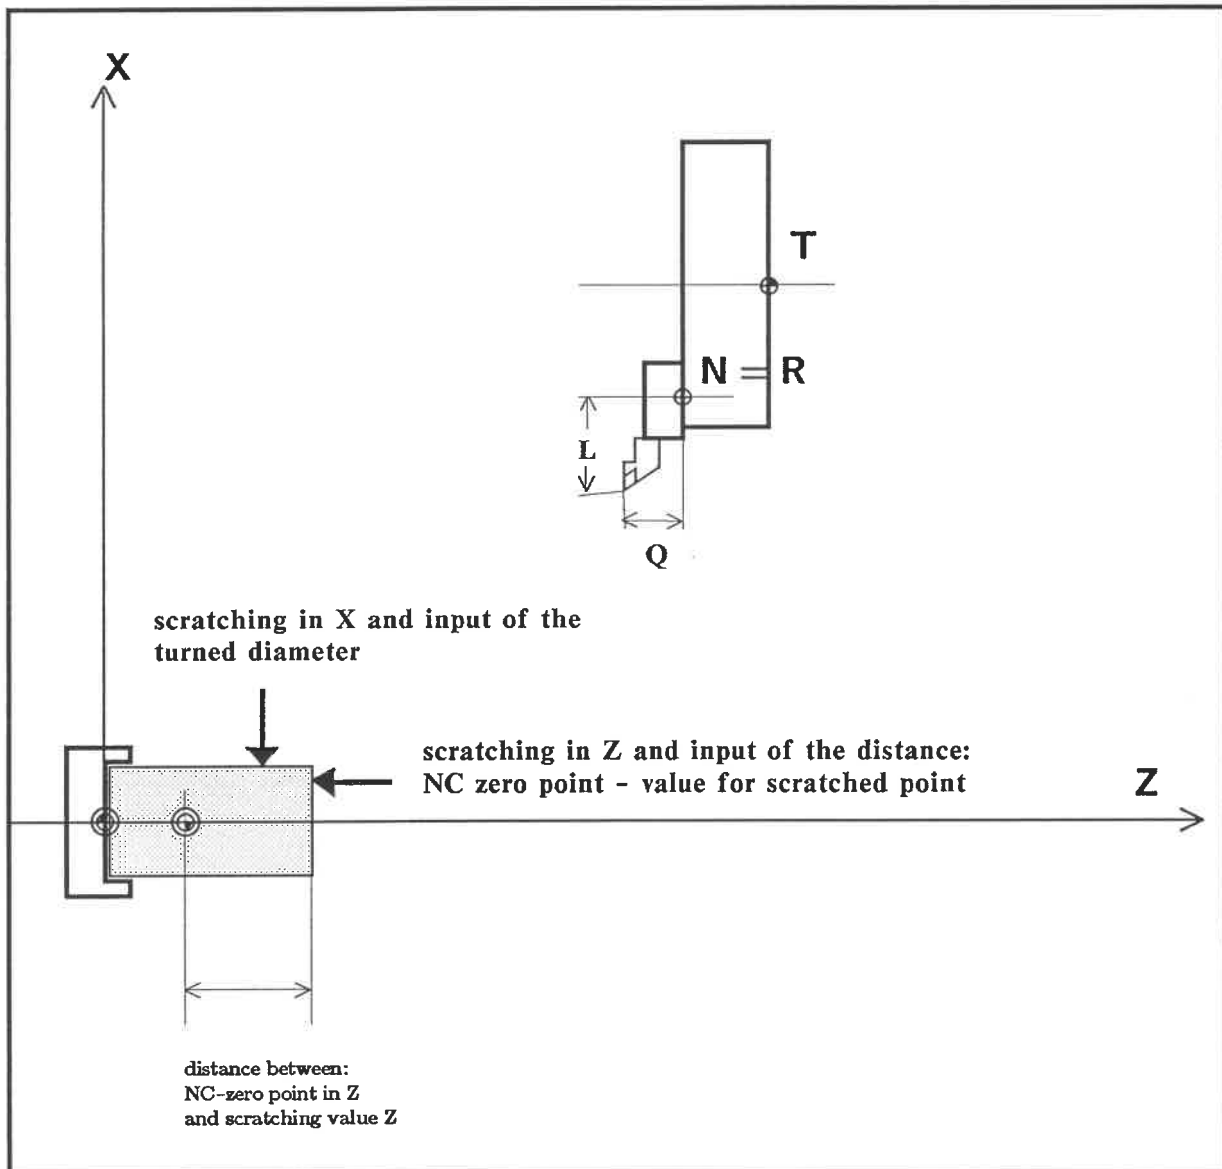 X
T
N = R
L
Q
scratching in X and input of the
turned diameter
scratching in Z and input of the distance:
NC zero point - value for scratched point
Z
distance between:
NC-zero point in Z
and scratching value Z